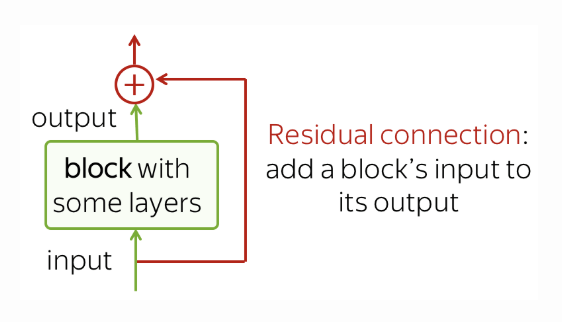 +
output
block with
some layers
input
Residual connection:
add a block’s input to
its output